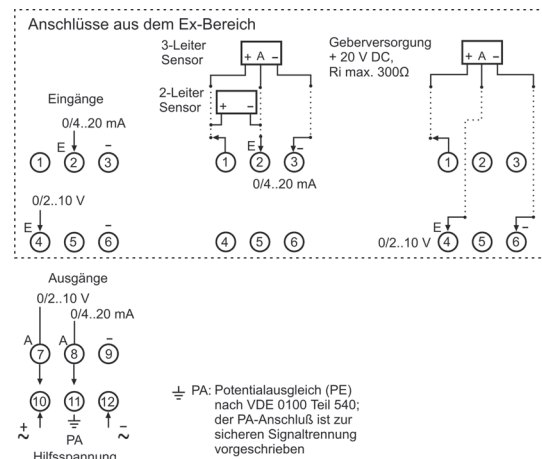 Anschlüsse aus dem Ex-Bereich
3-Leiter
Sensor
+ A −
2-Leiter
Sensor
+ −
Geberversorgung
+ 20 V DC,
Ri max. 300Ω
+ A −
Eingänge
0/4..20 mA
E −
1 2 3
E −
1 2 3
0/4..20 mA
1 2 3
0/2..10 V
E −
4 5 6
4 5 6
0/2..10 V
E −
4 5 6
Ausgänge
0/2..10 V
0/4..20 mA
A A −
7 8 9
10 11 12
+ ~
PA
− ~
Hilfsspannung
PA: Potentialausgleich (PE)
nach VDE 0100 Teil 540;
der PA-Anschluß ist zur
sicheren Signaltrennung
vorgeschrieben